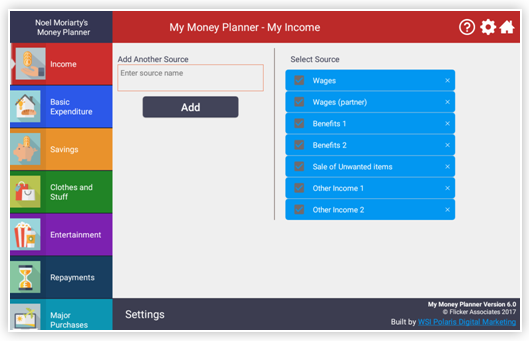 Noel Moriarty's
Money Planner
My Money Planner - My Income
Income
Basic
Expenditure
Savings
Clothes and
Stuff
Entertainment
Repayments
Major
Purchases
Add Another Source
Enter source name
Add
Select Source
Wages ×
Wages (partner) ×
Benefits 1 ×
Benefits 2 ×
Sale of Unwanted items ×
Other Income 1 ×
Other Income 2 ×
Settings
My Money Planner Version 6.0
© Flicker Associates 2017
Built by WSI Polaris Digital Marketing